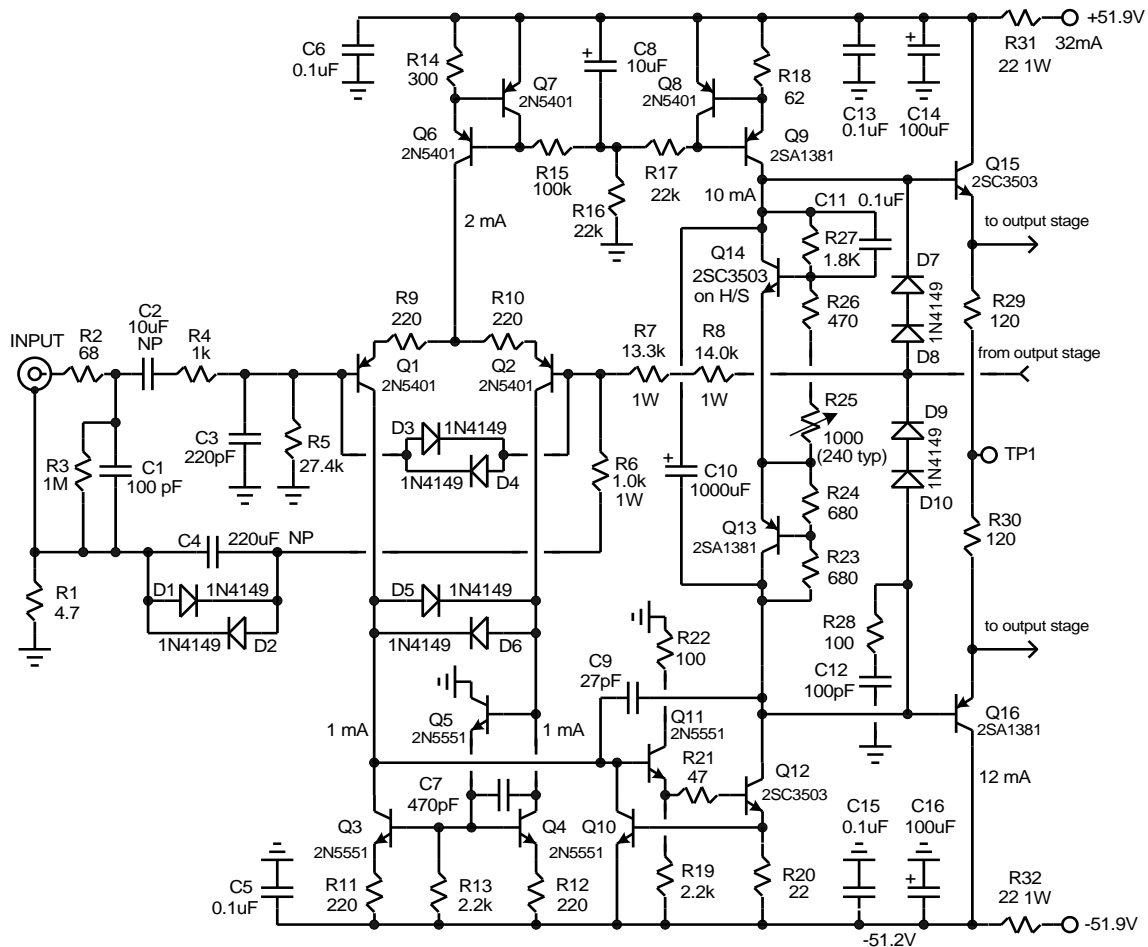 +51.9V
R31
32mA
22 1W
C6
0.1uF
R14
300
Q7
2N5401
+
C8
10uF
Q8
2N5401
R18
62
C13
0.1uF
+
C14
100uF
Q6
2N5401
R15
100k
R17
22k
Q9
2SA1381
R16
22k
10 mA
Q15
2SC3503
2 mA
C11
0.1uF
to output stage
R27
1.8K
Q14
2SC3503
on H/S
D7
1N4149
R26
470
R29
120
D8
from output stage
INPUT
R2
68
C2
10uF
NP
R4
1k
R9
220
R10
220
Q1
2N5401
Q2
2N5401
R7
13.3k
1W
R8
14.0k
1W
R25
1000
(240 typ)
D9
1N4149
D10
TP1
R3
1M
C1
100 pF
C3
220pF
R5
27.4k
D3
1N4149
1N4149
D4
R6
1.0k
1W
+
C10
1000uF
R24
680
Q13
2SA1381
R23
680
R30
120
C4
220uF
NP
R1
4.7
D1
1N4149
1N4149
D2
D5
1N4149
1N4149
D6
R22
100
R28
100
C12
100pF
to output stage
C9
27pF
Q5
2N5551
1 mA
1 mA
Q11
2N5551
R21
47
Q12
2SC3503
Q16
2SA1381
12 mA
C7
470pF
Q3
2N5551
Q4
Q10
2N5551
C15
0.1uF
C16
100uF
+
C5
0.1uF
R11
220
R13
2.2k
R12
220
R19
2.2k
R20
22
R32
22 1W
-51.9V
-51.2V